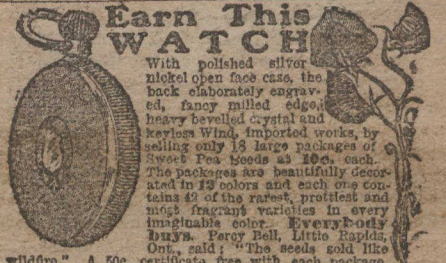 Earn This
WATCH
With polished silver
nickel open face case, the
back elaborately engrav-
ed, fancy milled edge,
heavy bevelled crystal and
keyless Wind, imported works, by
selling only 18 large packages of
Sweet Pea Seeds at 10c. each.
The packages are beautifully decor-
ated in 12 colors and each one con-
tains 42 of the rarest, prettiest and
most fragrant varieties in every
imaginable color. Everybody
buys. Percy Bell, Little Rapids,
Ont., said: "The seeds sold like
wildfire." A 50c. certificate free with each package.